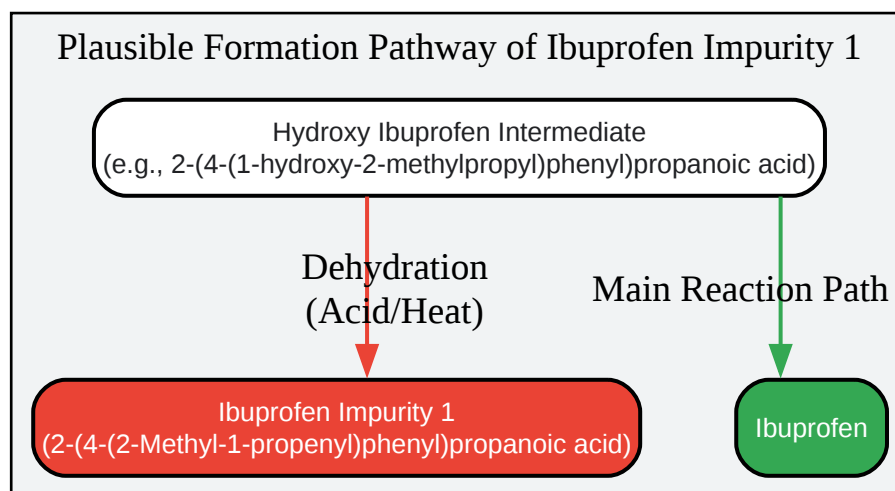 Plausible Formation Pathway of Ibuprofen Impurity 1
Hydroxy Ibuprofen Intermediate
(e.g., 2-(4-(1-hydroxy-2-methylpropyl)phenyl)propanoic acid)
Dehydration
(Acid/Heat)
Main Reaction Path
Ibuprofen Impurity 1
(2-(4-(2-Methyl-1-propenyl)phenyl)propanoic acid)
Ibuprofen